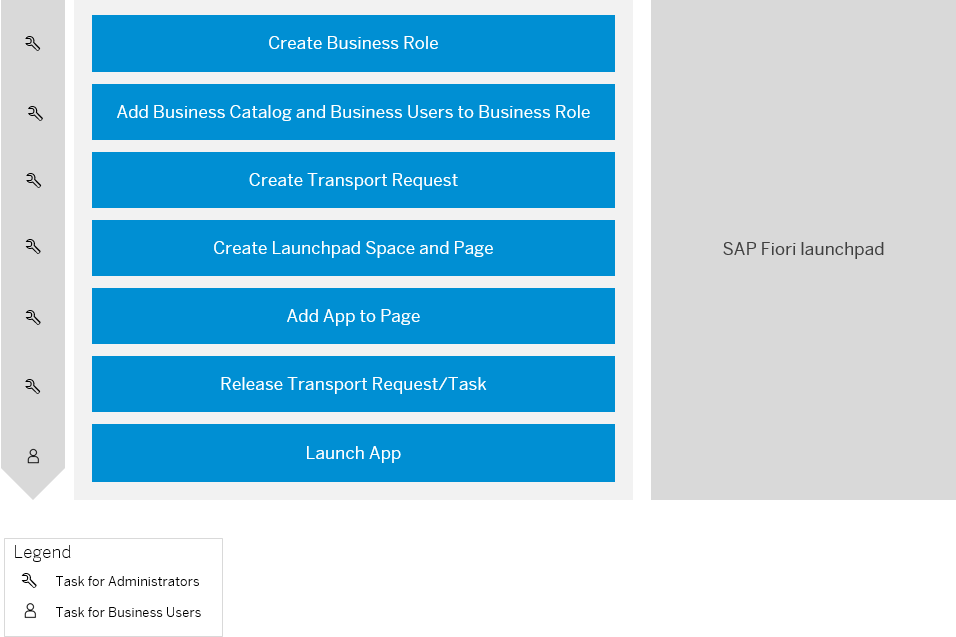 Create Business Role
Add Business Catalog and Business Users to Business Role
Create Transport Request
Create Launchpad Space and Page
Add App to Page
Release Transport Request/Task
Launch App
SAP Fiori launchpad
Legend
Task for Administrators
Task for Business Users